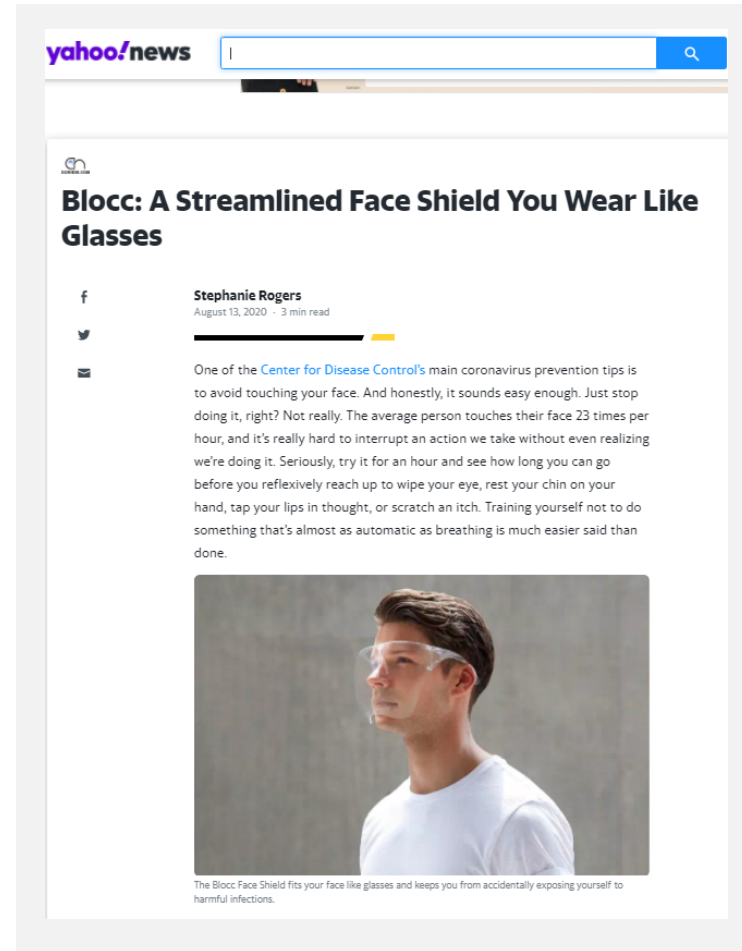 yahoo!news
Blocc: A Streamlined Face Shield You Wear Like
Glasses
Stephanie Rogers
August 13, 2020 · 3 min read
One of the Center for Disease Control's main coronavirus prevention tips is
to avoid touching your face. And honestly, it sounds easy enough. Just stop
doing it, right? Not really. The average person touches their face 23 times per
hour, and it's really hard to interrupt an action we take without even realizing
we're doing it. Seriously, try it for an hour and see how long you can go
before you reflexively reach up to wipe your eye, rest your chin on your
hand, tap your lips in thought, or scratch an itch. Training yourself not to do
something that's almost as automatic as breathing is much easier said than
done.
The Blocc Face Shield fits your face like glasses and keeps you from accidentally exposing yourself to
harmful infections.